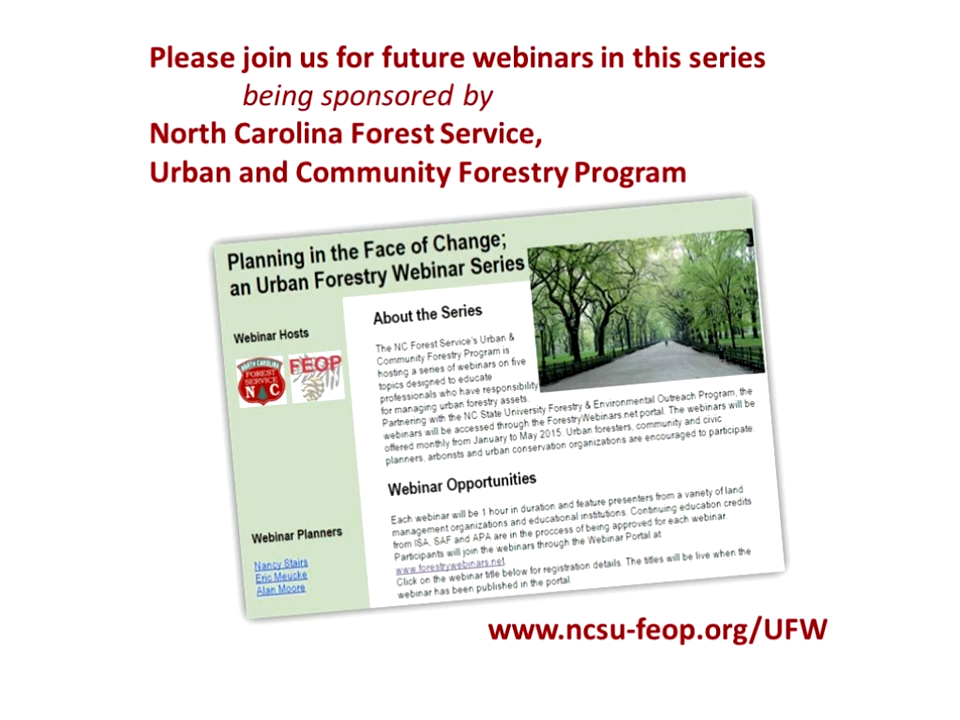 Please join us for future webinars in this series
being sponsored by
North Carolina Forest Service,
Urban and Community Forestry Program
Planning in the Face of Change;
an Urban Forestry Webinar Series
Webinar Hosts
NORTH CAROLINA
FOREST
SERVICE
N C
FEOP
About the Series
The NC Forest Service's Urban &
Community Forestry Program is
hosting a series of webinars on five
topics designed to educate
professionals who have responsibility
for managing urban forestry assets.
Partnering with the NC State University Forestry & Environmental Outreach Program, the
webinars will be accessed through the ForestryWebinars.net portal. The webinars will be
offered monthly from January to May 2015. Urban foresters, community and civic
planners, arborists and urban conservation organizations are encouraged to participate
Webinar Opportunities
Each webinar will be 1 hour in duration and feature presenters from a variety of land
management organizations and educational institutions. Continuing education credits
from ISA, SAF and APA are in the proccess of being approved for each webinar.
Participants will join the webinars through the Webinar Portal at
www.forestrywebinars.net.
Click on the webinar title below for registration details. The titles will be live when the
webinar has been published in the portal.
Webinar Planners
Nancy Stairs
Eric Meucke
Alan Moore
www.ncsu-feop.org/UFW